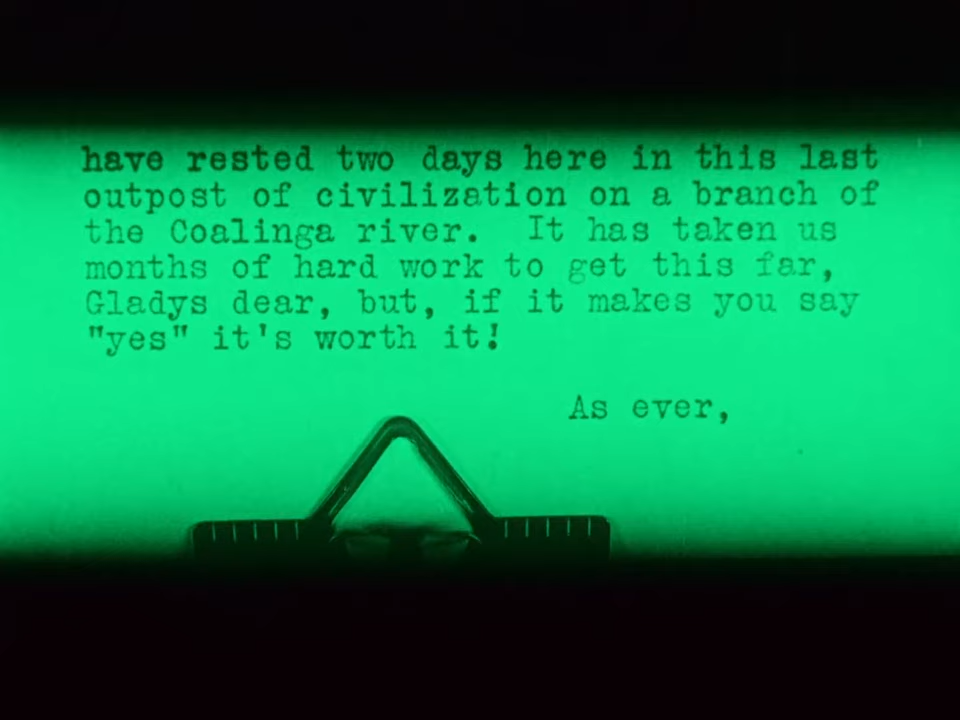 have rested two days here in this last
outpost of civilization on a branch of
the Coalinga river.  It has taken us
months of hard work to get this far,
Gladys dear, but, if it makes you say
"yes" it's worth it!
As ever,